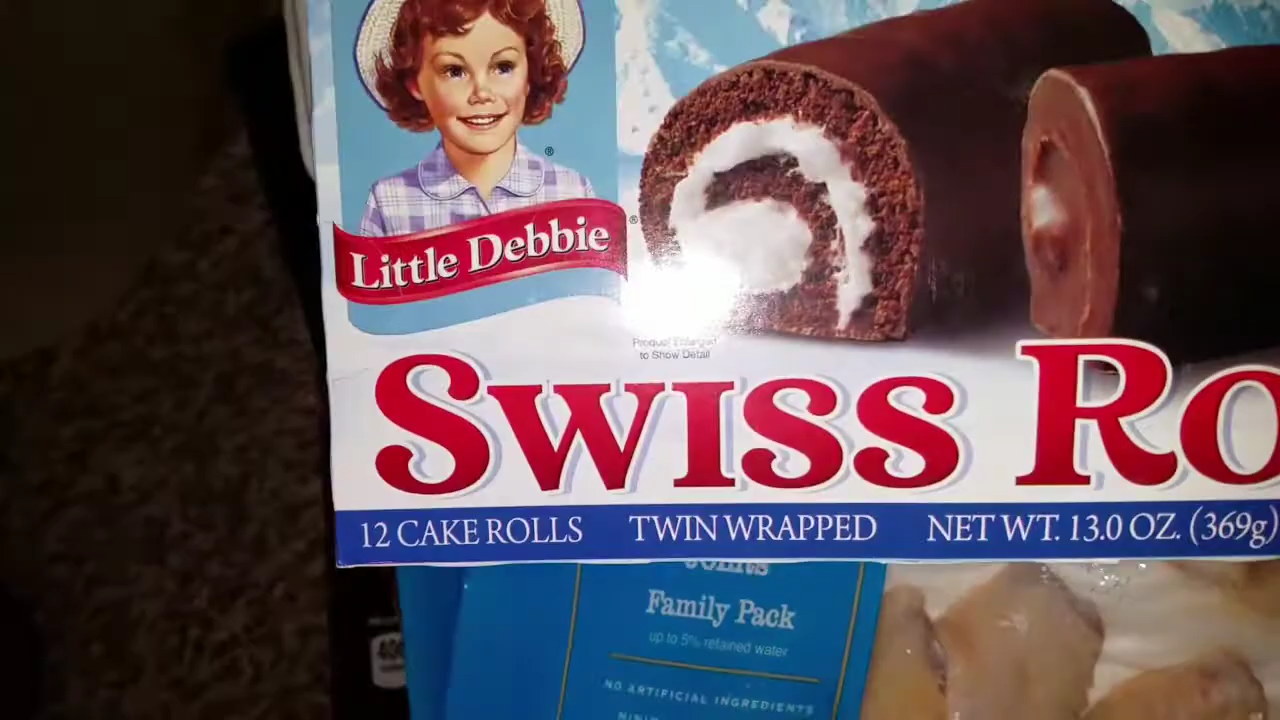 ®
Little Debbie®
Product Enlarged
to Show Detail
SWISS RO
12 CAKE ROLLS TWIN WRAPPED NET WT. 13.0 OZ. (369g)
Joints
Family Pack
up to 5% retained water
NO ARTIFICIAL INGREDIENTS